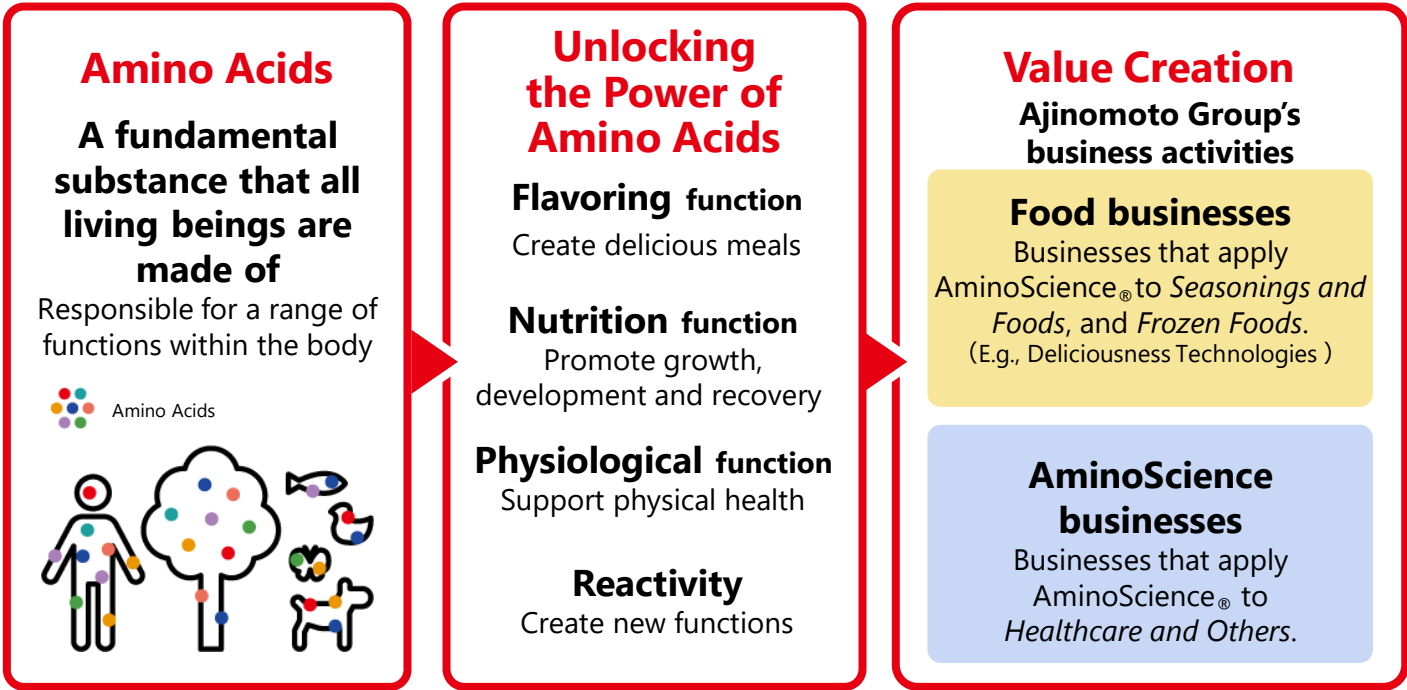 Amino Acids
A fundamental
substance that all
living beings are
made of
Responsible for a range of
functions within the body
Amino Acids
Unlocking
the Power of
Amino Acids
Flavoring function
Create delicious meals
Nutrition function
Promote growth,
development and recovery
Physiological function
Support physical health
Reactivity
Create new functions
Value Creation
Ajinomoto Group’s
business activities
Food businesses
Businesses that apply
AminoScience® to Seasonings and
Foods, and Frozen Foods.
（E.g., Deliciousness Technologies ）
AminoScience
businesses
Businesses that apply
AminoScience® to
Healthcare and Others.